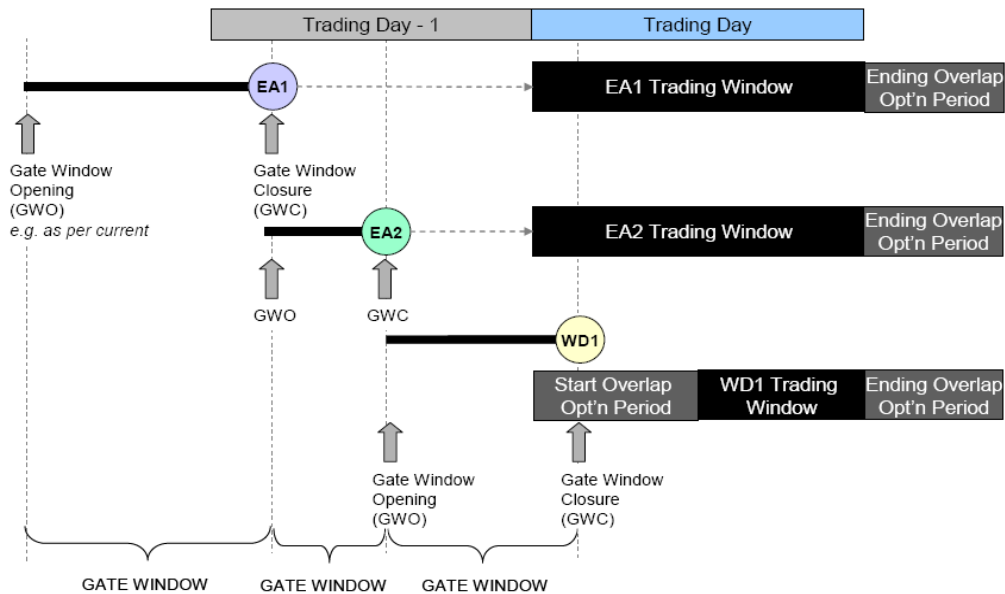 Trading Day - 1
Trading Day
EA1
EA1 Trading Window
Ending Overlap
Opt'n Period
Gate Window
Opening
(GWO)
e.g. as per current
Gate Window
Closure
(GWC)
EA2
EA2 Trading Window
Ending Overlap
Opt'n Period
GWO
GWC
WD1
Start Overlap
Opt'n Period
WD1 Trading
Window
Ending Overlap
Opt'n Period
Gate Window
Opening
(GWO)
Gate Window
Closure
(GWC)
GATE WINDOW
GATE WINDOW
GATE WINDOW